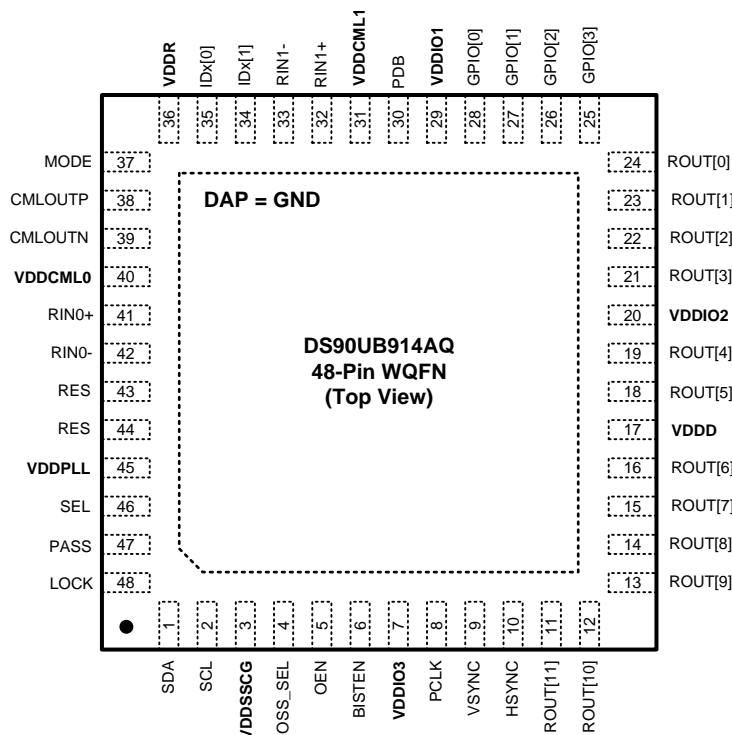 VDDR
IDx[0]
IDx[1]
RIN1-
RIN1+
VDDCML1
PDB
VDDIO1
GPIO[0]
GPIO[1]
GPIO[2]
GPIO[3]
36
35
34
33
32
31
30
29
28
27
26
25
MODE 37
CMLOUTP 38
CMLOUTN 39
VDDCML0 40
RIN0+ 41
RIN0- 42
RES 43
RES 44
VDDPLL 45
SEL 46
PASS 47
LOCK 48
DAP = GND
DS90UB914AQ
48-Pin WQFN
(Top View)
24 ROUT[0]
23 ROUT[1]
22 ROUT[2]
21 ROUT[3]
20 VDDIO2
19 ROUT[4]
18 ROUT[5]
17 VDDD
16 ROUT[6]
15 ROUT[7]
14 ROUT[8]
13 ROUT[9]
1
2
3
4
5
6
7
8
9
10
11
12
SDA
SCL
VDDSSCG
OSS_SEL
OEN
BISTEN
VDDIO3
PCLK
VSYNC
HSYNC
ROUT[11]
ROUT[10]